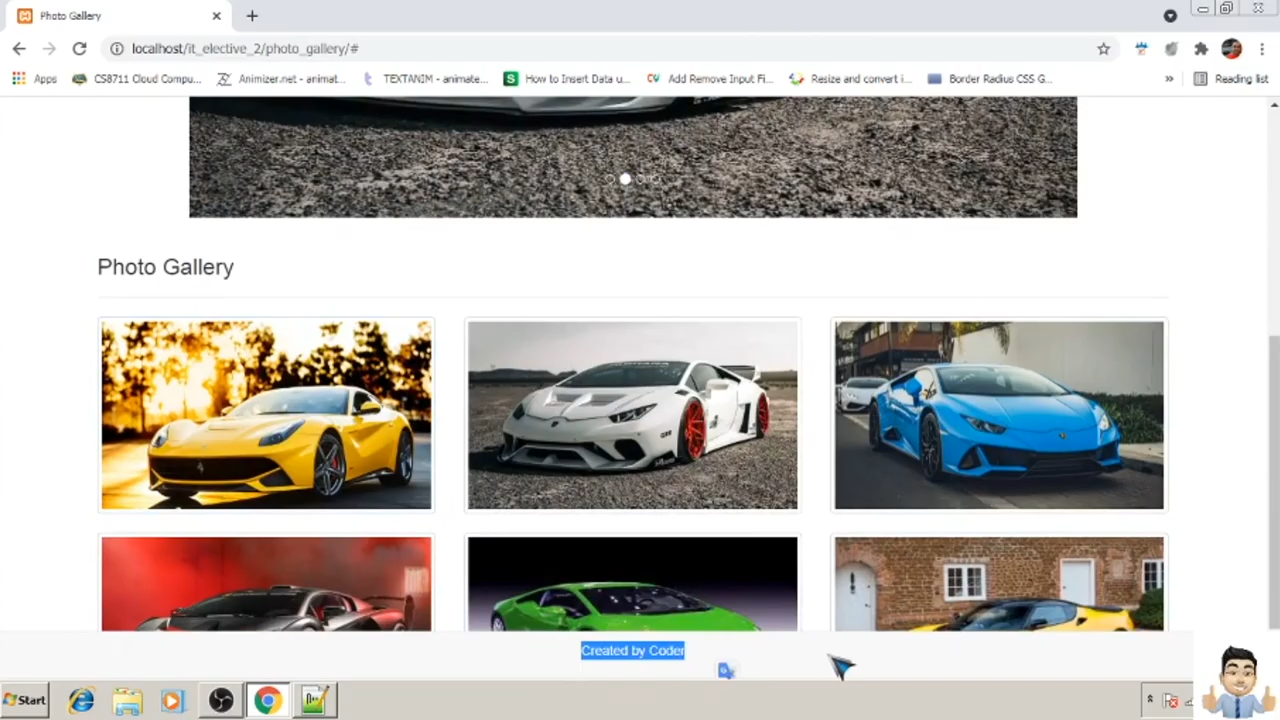 Photo Gallery
localhost/it_elective_2/photo_gallery/#
Apps
CS8711 Cloud Compu...
Animizer.net - animat...
TEXTANIM - animate...
How to Insert Data u...
Add Remove Input Fi...
Resize and convert i...
Border Radius CSS G...
»
Reading list
Photo Gallery
Created by Coder
Start